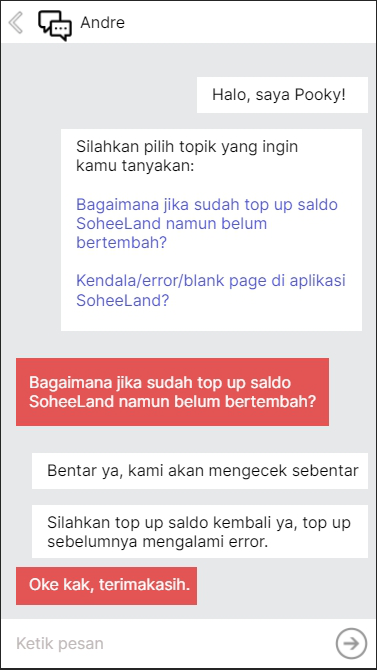 Andre
Halo, saya Pooky!
Silahkan pilih topik yang ingin
kamu tanyakan:
Bagaimana jika sudah top up saldo
SoheeLand namun belum
bertembah?
Kendala/error/blank page di aplikasi
SoheeLand?
Bagaimana jika sudah top up saldo
SoheeLand namun belum bertembah?
Bentar ya, kami akan mengecek sebentar
Silahkan top up saldo kembali ya, top up
sebelumnya mengalami error.
Oke kak, terimakasih.
Ketik pesan